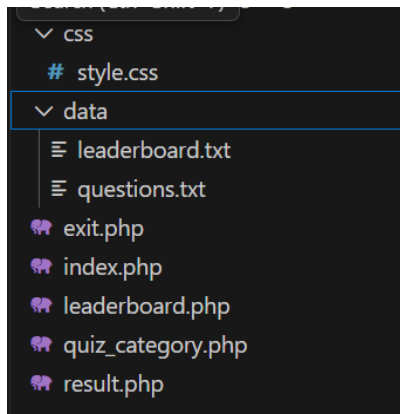 css
# style.css
data
leaderboard.txt
questions.txt
exit.php
index.php
leaderboard.php
quiz_category.php
result.php